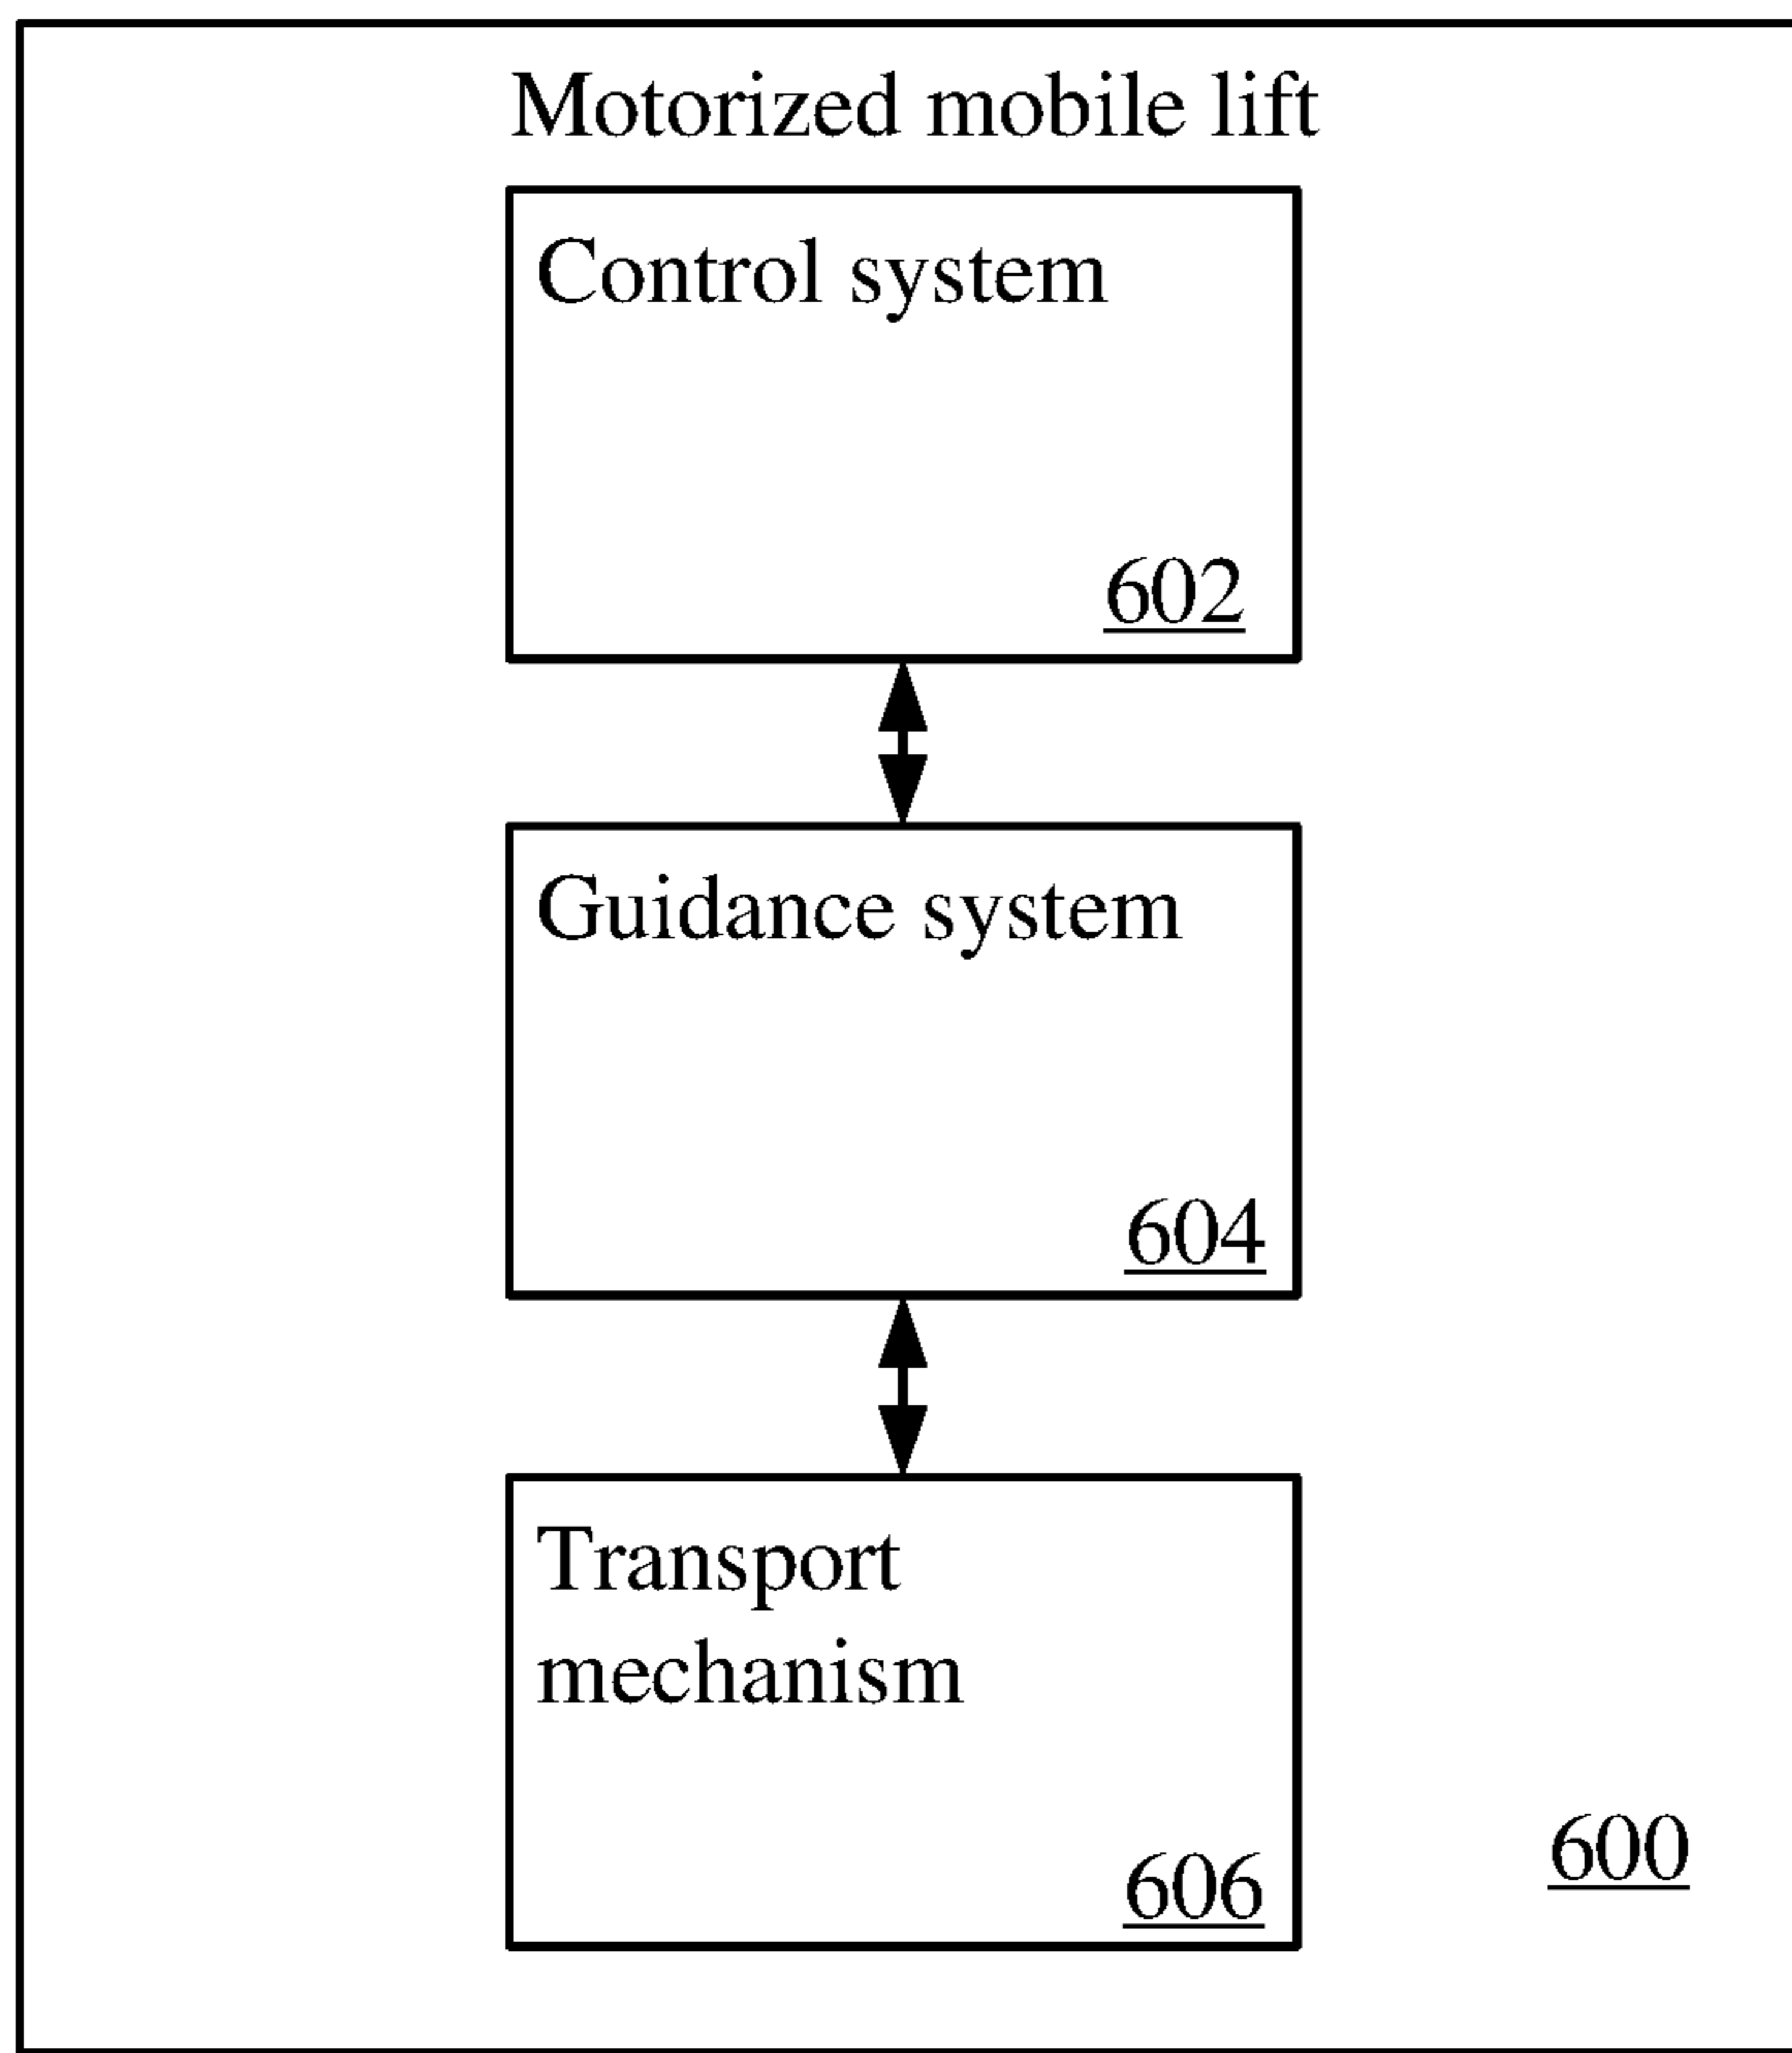 Motorized mobile lift
Control system
602
Guidance system
604
Transport
mechanism
606
600